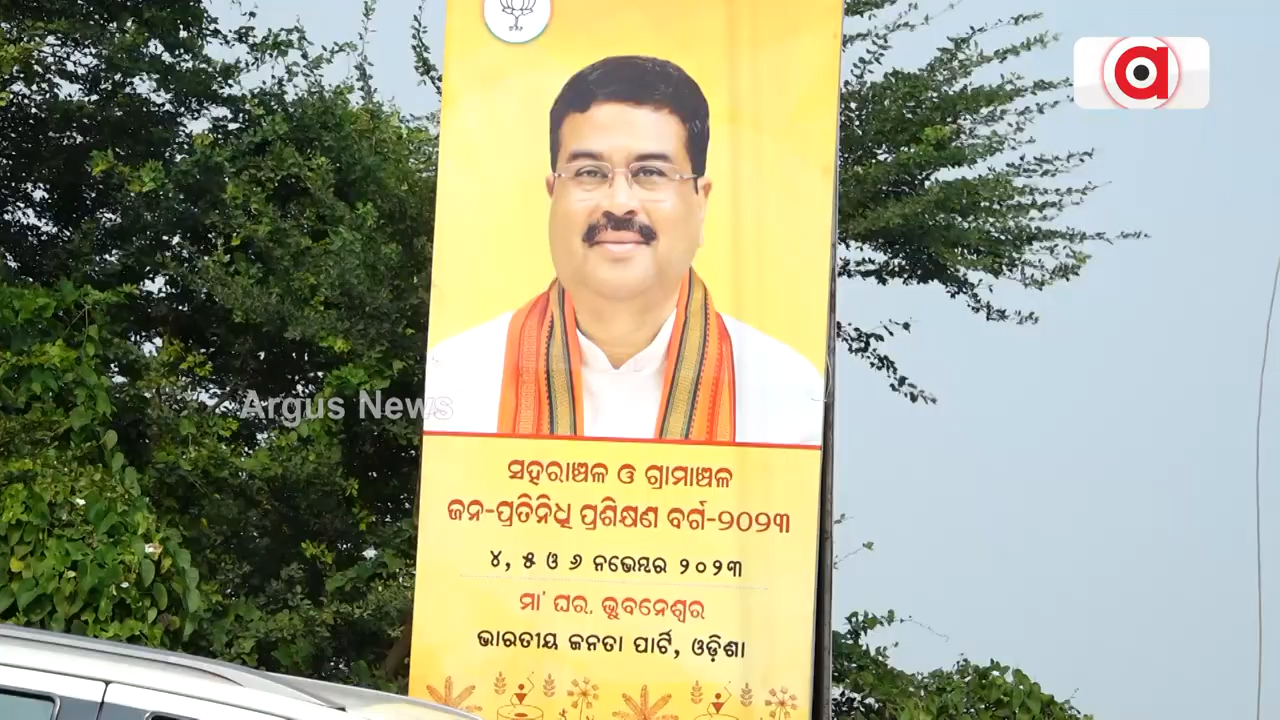 a
Argus News
ସହରାଞ୍ଚଳ ଓ ଗ୍ରାମାଞ୍ଚଳ
ଜନ-ପ୍ରତିନିଧି ପ୍ରଶିକ୍ଷଣ ବର୍ଗ-୨୦୨୩
୪, ୫ ଓ ୬ ନଭେମ୍ବର ୨୦୨୩
ମା' ଘର, ଭୁବନେଶ୍ୱର
ଭାରତୀୟ ଜନତା ପାର୍ଟି, ଓଡ଼ିଶା